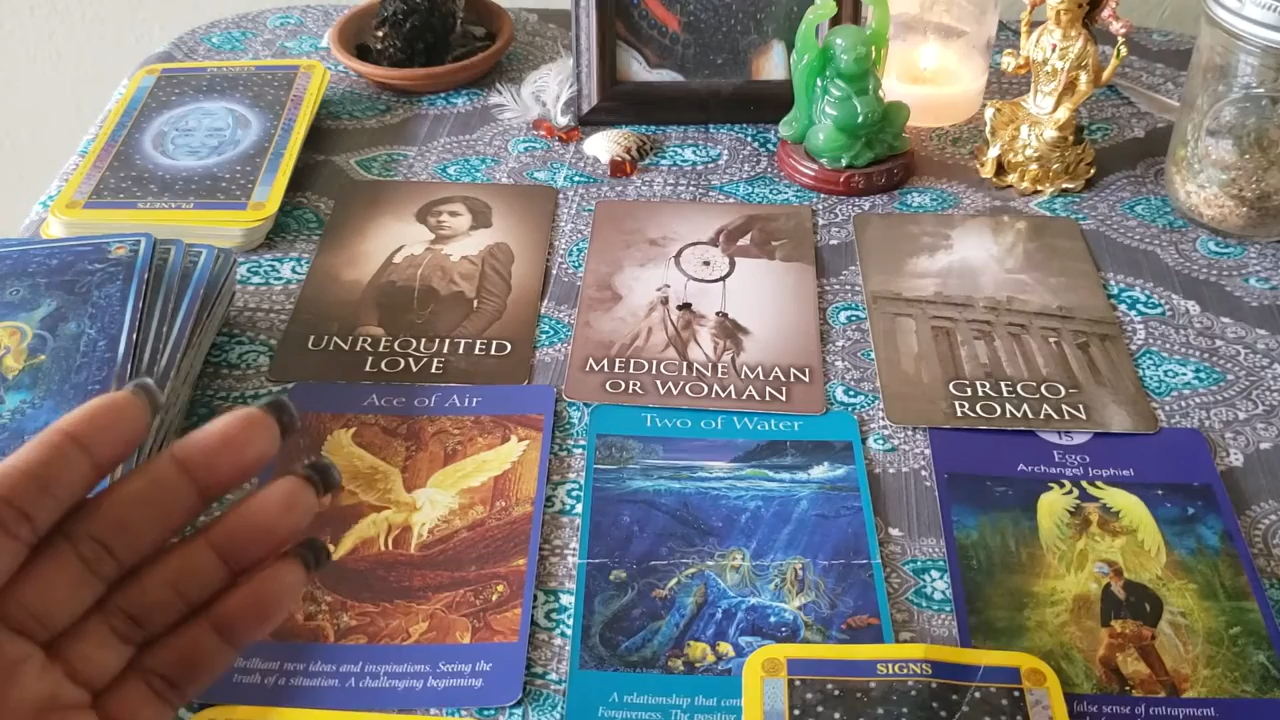 PLANETS
PLANETS
UNREQUITED
LOVE
MEDICINE MAN
OR WOMAN
GRECO-
ROMAN
Ace of Air
Brilliant new ideas and inspirations. Seeing the
truth of a situation. A challenging beginning.
Two of Water
A relationship that
Forgiveness. The positive
15
Ego
Archangel Jophiel
false sense of entrapment.
SIGNS